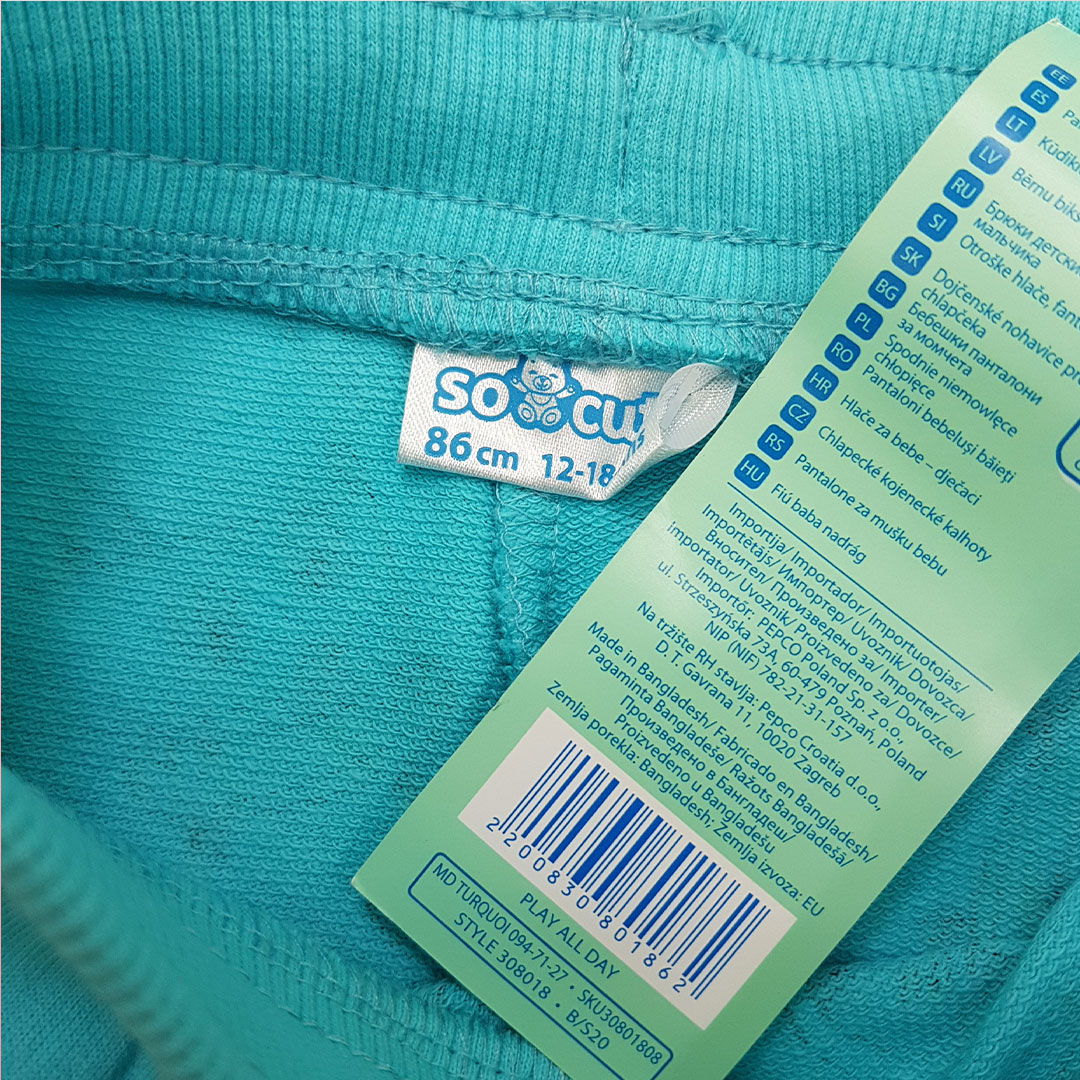 SO CUT
86 cm 12-18
EE
ES
LT Kūdiki
LV Bērnu biks
RU Брюки детски
мальчика
SI Otroške hlače, fant
SK Dojčenské nohavice pr
chlapčeka
BG Бебешки панталони
за момчета
PL Spodnie niemowlęce
chłopięce
RO Pantaloni bebeluși băieți
HR Hlače za bebe – dječaci
CZ Chlapecké kojenecké kalhoty
RS Pantalone za mušku bebu
HU Fiú baba nadrág
Importija/ Importador/ Importuotojas/
Importētājs/ Импортер/ Uvoznik/ Dovozca/
Вносител/ Произведено за/ Dovozce/
Importator/ Uvoznik/ Proizvedeno za/ Importer/
Importőr: PEPCO Poland Sp. z o.o.,
ul. Strzeszyńska 73A, 60-479 Poznań, Poland
NIP (NIF) 782-21-31-157
Na tržište RH stavlja: Pepco Croatia d.o.o.,
D. T. Gavrana 11, 10020 Zagreb
Made in Bangladesh/ Fabricado en Bangladesh/
Pagaminta Bangladeše/ Ražots Bangladešā/
Произведено в Бангладеш/
Proizvedeno u Bangladešu
Zemlja porekla: Bangladesh; Zemlja izvoza: EU
2200830801862
PLAY ALL DAY
MD TURQUOI 094-71-27 • SKU30801808
STYLE 308018 • B/S20